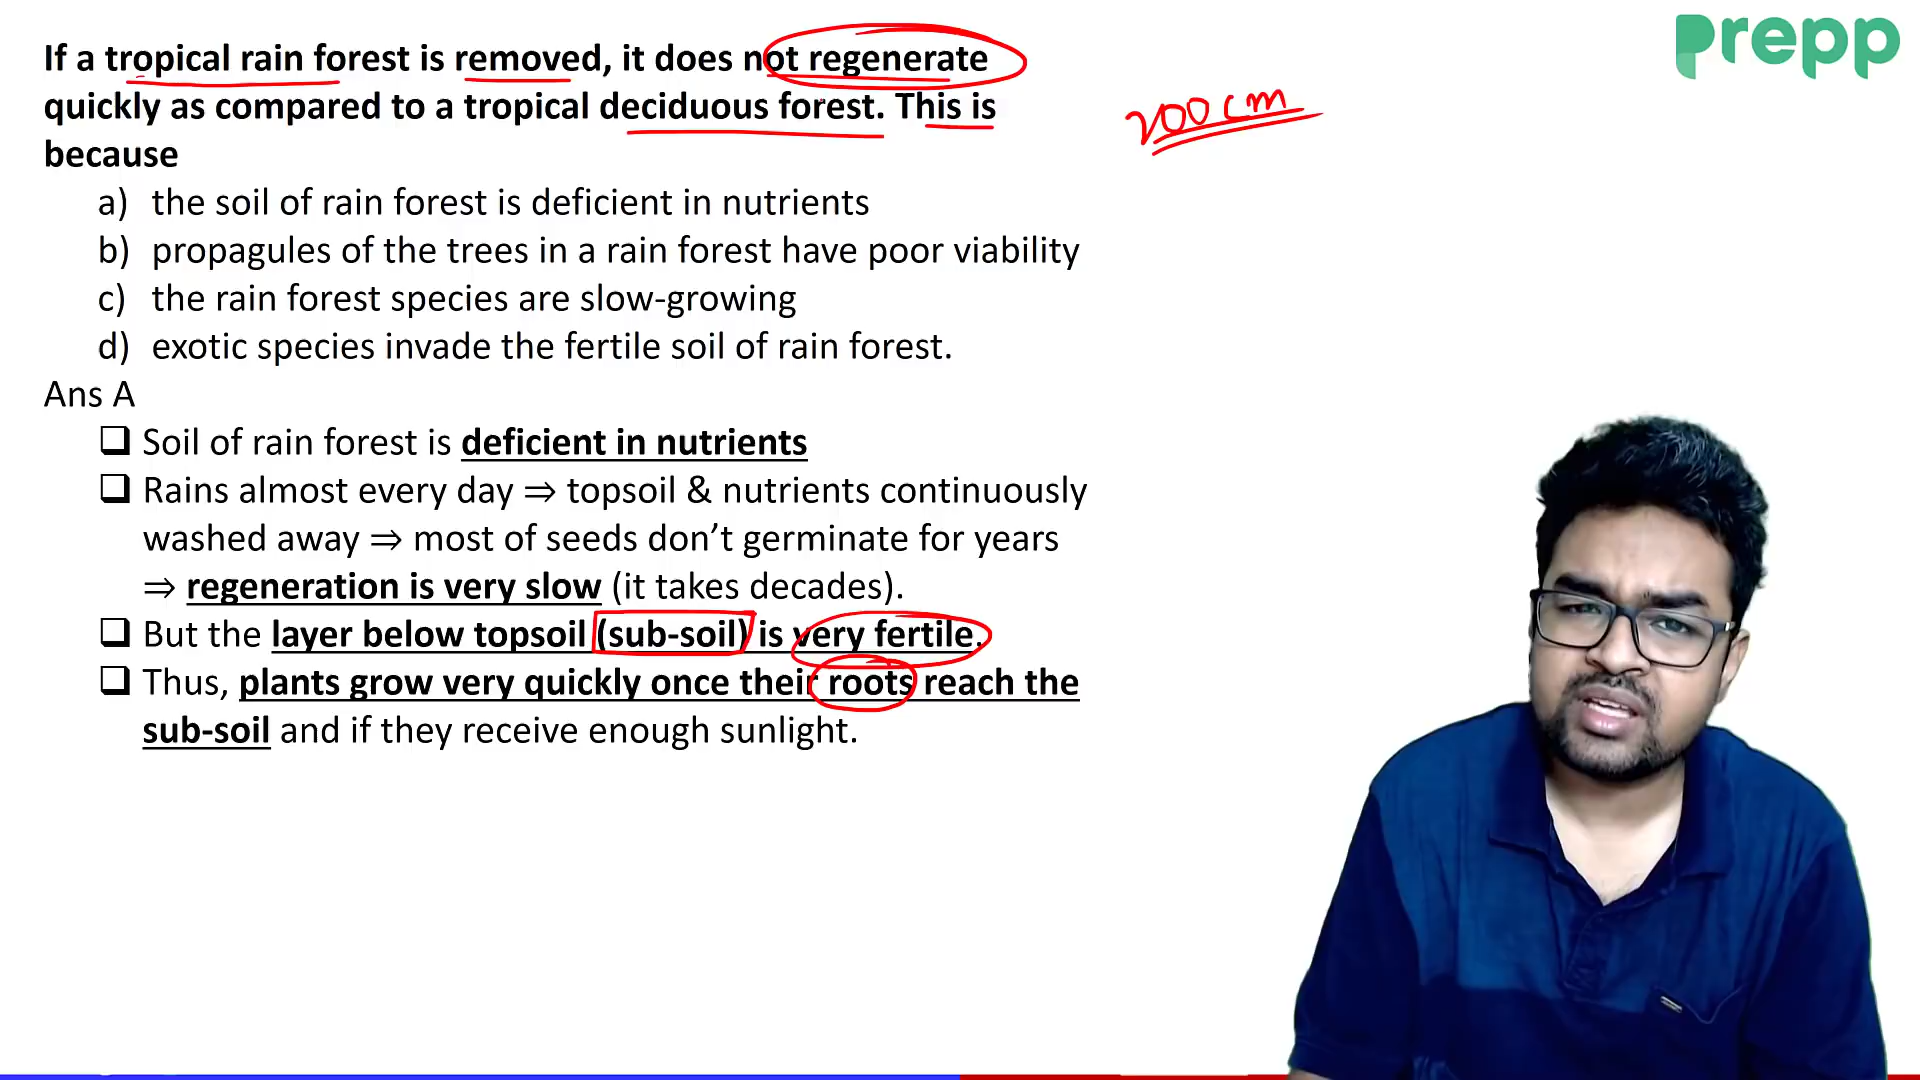 prepp
If a tropical rain forest is removed, it does not regenerate
quickly as compared to a tropical deciduous forest. This is
because
200 cm
a) the soil of rain forest is deficient in nutrients
b) propagules of the trees in a rain forest have poor viability
c) the rain forest species are slow-growing
d) exotic species invade the fertile soil of rain forest.
Ans A
❑ Soil of rain forest is deficient in nutrients
❑ Rains almost every day ⇒ topsoil & nutrients continuously
washed away ⇒ most of seeds don’t germinate for years
⇒ regeneration is very slow (it takes decades).
❑ But the layer below topsoil (sub-soil) is very fertile.
❑ Thus, plants grow very quickly once their roots reach the
sub-soil and if they receive enough sunlight.